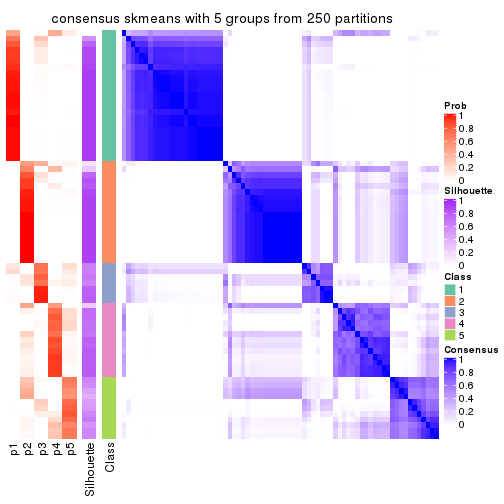 consensus skmeans with 5 groups from 250 partitions
Prob
1
0.8
0.6
0.4
0.2
0
Silhouette
1
0.8
0.6
0.4
0.2
0
Class
1
2
3
4
5
Consensus
1
0.8
0.6
0.4
0.2
0
p1
p2
p3
p4
p5
Silhouette
Class